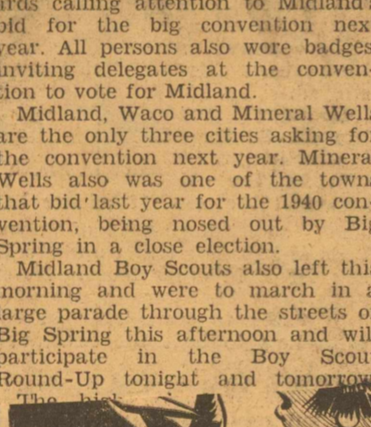 ards calling attention to Midland's
bid for the big convention nex
year. All persons also wore badges
inviting delegates at the conven-
tion to vote for Midland.
Midland, Waco and Mineral Well
are the only three cities asking fo
the convention next year. Minera
Wells also was one of the town
that bid last year for the 1940 con-
vention, being nosed out by Big
Spring in a close election.
Midland Boy Scouts also left thi
morning and were to march in a
large parade through the streets o
Big Spring this afternoon and wil
participate in the Boy Scou
Round-Up tonight and tomorrow
The high